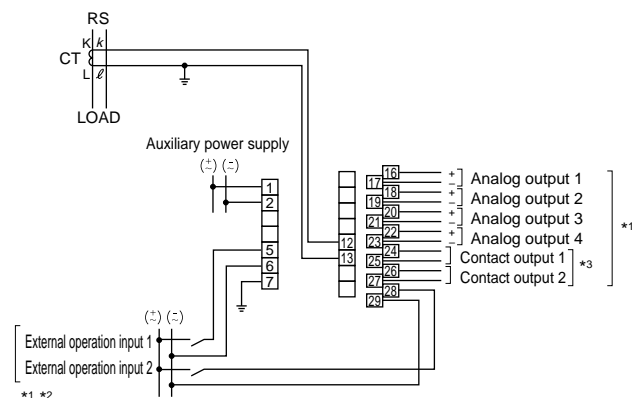 RS
K k
CT
L ℓ
LOAD
Auxiliary power supply
(±) (-)
1
2
5
6
7
12
13
16
17
18
19
20
21
22
23
24
25
26
27
28
29
+ Analog output 1
−
+ Analog output 2
−
+ Analog output 3
−
+ Analog output 4
−
Contact output 1
Contact output 2
*3
*1
(±) (-)
External operation input 1
External operation input 2
*1 *2